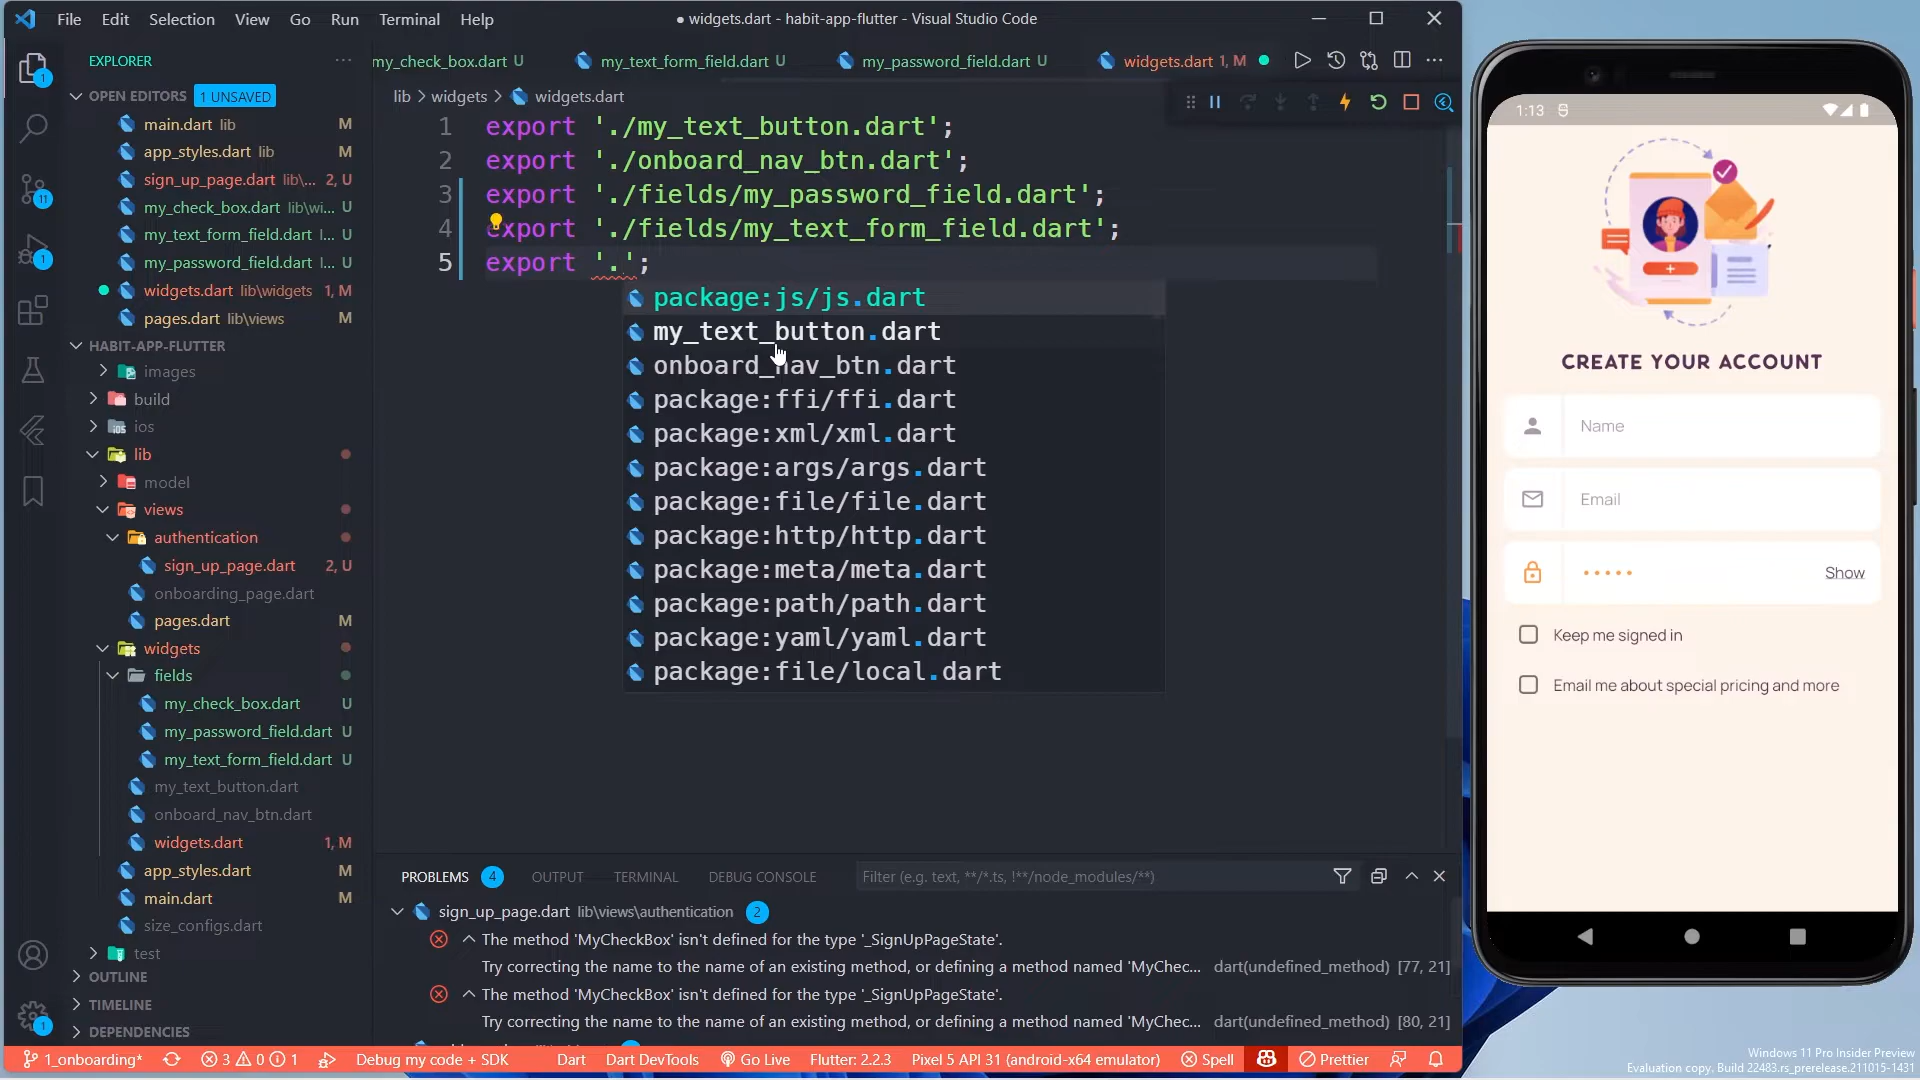 File Edit Selection View Go Run Terminal Help
● widgets.dart - habit-app-flutter - Visual Studio Code
EXPLORER
my_check_box.dart U
my_text_form_field.dart U
my_password_field.dart U
widgets.dart 1, M
OPEN EDITORS 1 UNSAVED
main.dart lib M
app_styles.dart lib M
sign_up_page.dart lib\... 2, U
my_check_box.dart lib\wi... U
my_text_form_field.dart l... U
my_password_field.dart l... U
widgets.dart lib\widgets 1, M
pages.dart lib\views M
HABIT-APP-FLUTTER
images
build
ios
lib
model
views
authentication
sign_up_page.dart 2, U
onboarding_page.dart
pages.dart M
widgets
fields
my_check_box.dart U
my_password_field.dart U
my_text_form_field.dart U
my_text_button.dart
onboard_nav_btn.dart
widgets.dart 1, M
app_styles.dart M
main.dart M
size_configs.dart
test
OUTLINE
TIMELINE
DEPENDENCIES
1
11
1
1
lib > widgets > widgets.dart
1 export './my_text_button.dart';
2 export './onboard_nav_btn.dart';
3 export './fields/my_password_field.dart';
4 export './fields/my_text_form_field.dart';
5 export '.';
package:js/js.dart
my_text_button.dart
onboard_nav_btn.dart
package:ffi/ffi.dart
package:xml/xml.dart
package:args/args.dart
package:file/file.dart
package:http/http.dart
package:meta/meta.dart
package:path/path.dart
package:yaml/yaml.dart
package:file/local.dart
PROBLEMS 4 OUTPUT TERMINAL DEBUG CONSOLE
Filter (e.g. text, **/*.ts, !**/node_modules/**)
sign_up_page.dart lib\views\authentication 2
The method 'MyCheckBox' isn't defined for the type '_SignUpPageState'.
Try correcting the name to the name of an existing method, or defining a method named 'MyChec... dart(undefined_method) [77, 21]
The method 'MyCheckBox' isn't defined for the type '_SignUpPageState'.
Try correcting the name to the name of an existing method, or defining a method named 'MyChec... dart(undefined_method) [80, 21]
1_onboarding* 3 0 1 Debug my code + SDK Dart Dart DevTools Go Live Flutter: 2.2.3 Pixel 5 API 31 (android-x64 emulator) Spell Prettier
1:13
CREATE YOUR ACCOUNT
Name
Email
Show
Keep me signed in
Email me about special pricing and more
Windows 11 Pro Insider Preview
Evaluation copy. Build 22483.rs_prerelease.211015-1431